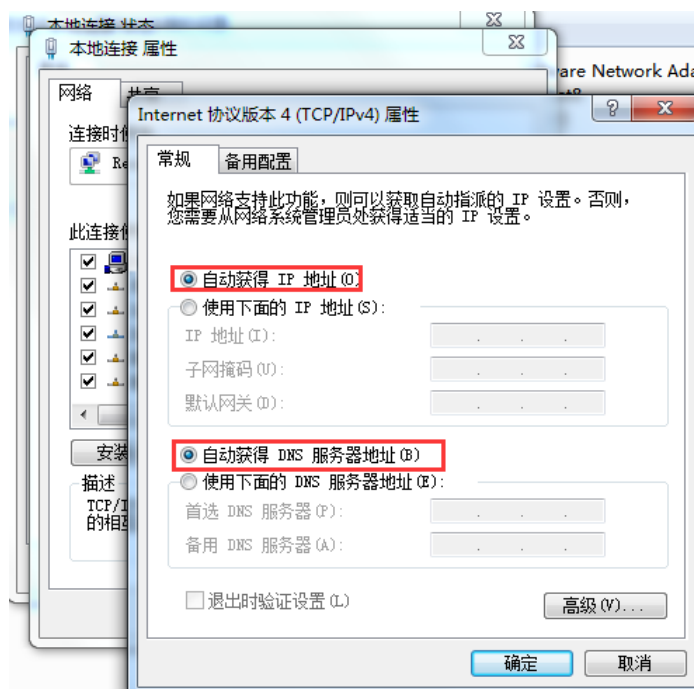 本地连接 状态
本地连接 属性
网络
共享
连接时
Re
此连接
安装
描述
TCP/I
的相互
are Network Ada
Internet 协议版本 4 (TCP/IPv4) 属性
常规
备用配置
如果网络支持此功能，则可以获取自动指派的 IP 设置。否则，
您需要从网络系统管理员处获得适当的 IP 设置。
自动获得 IP 地址(O)
使用下面的 IP 地址(S):
IP 地址(I):
子网掩码(U):
默认网关(D):
自动获得 DNS 服务器地址(B)
使用下面的 DNS 服务器地址(E):
首选 DNS 服务器(P):
备用 DNS 服务器(A):
退出时验证设置(L)
高级(V)...
确定
取消